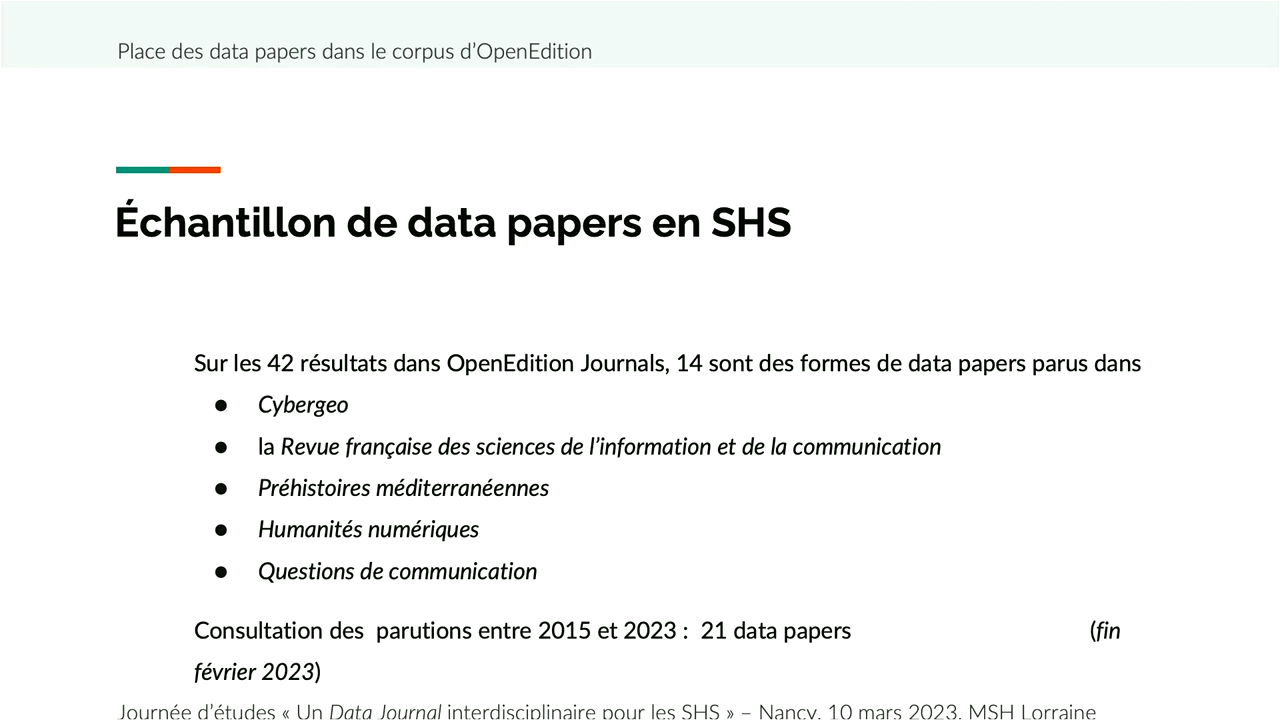 Place des data papers dans le corpus d’OpenEdition
Échantillon de data papers en SHS
Sur les 42 résultats dans OpenEdition Journals, 14 sont des formes de data papers parus dans
● Cybergeo
● la Revue française des sciences de l’information et de la communication
● Préhistoires méditerranéennes
● Humanités numériques
● Questions de communication
Consultation des parutions entre 2015 et 2023 : 21 data papers (fin
février 2023)
Journée d’études « Un Data Journal interdisciplinaire pour les SHS » – Nancy, 10 mars 2023, MSH Lorraine